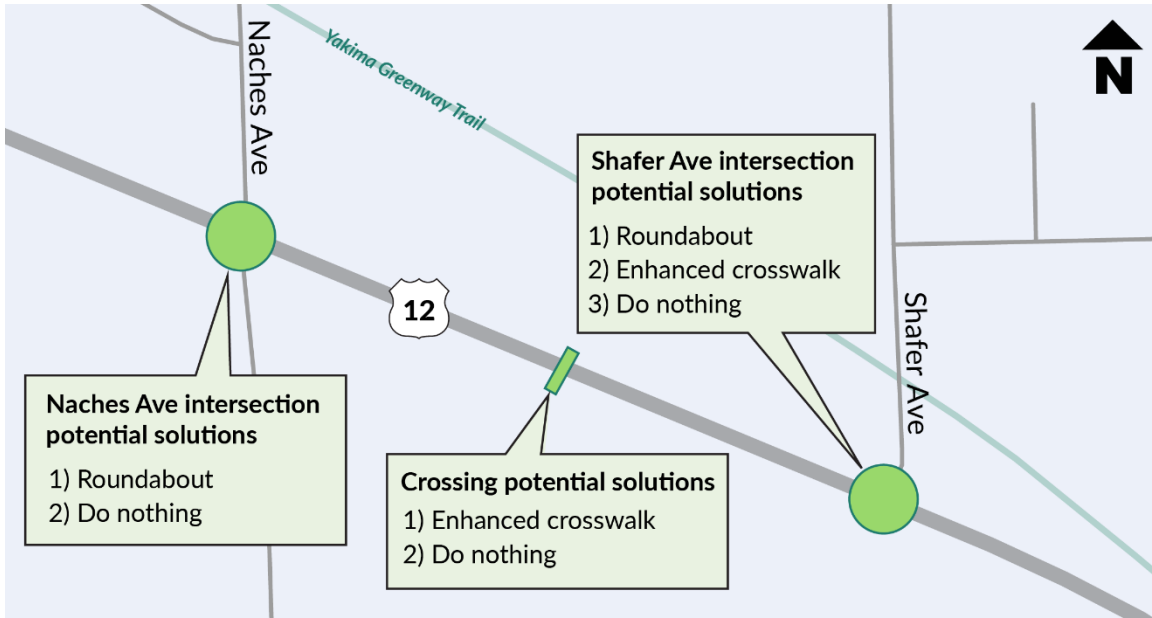 Naches Ave
Yakima Greenway Trail
N
Shafer Ave intersection
potential solutions
1) Roundabout
2) Enhanced crosswalk
3) Do nothing
12
Shafer Ave
Naches Ave intersection
potential solutions
1) Roundabout
2) Do nothing
Crossing potential solutions
1) Enhanced crosswalk
2) Do nothing